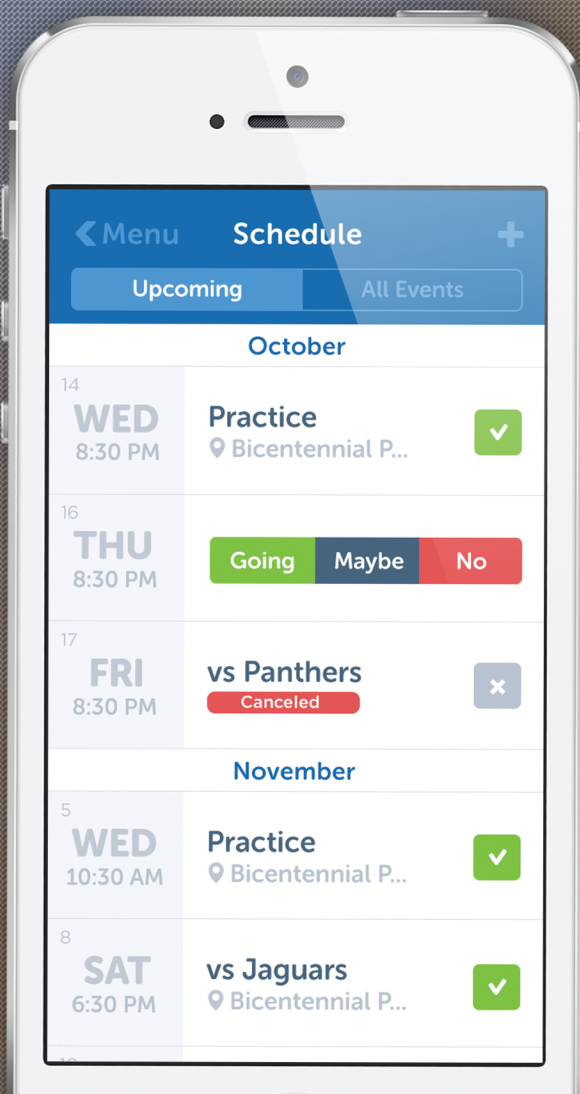 Menu Schedule +
Upcoming All Events
October
14
WED
8:30 PM
Practice
Bicentennial P...
16
THU
8:30 PM
Going Maybe No
17
FRI
8:30 PM
vs Panthers
Canceled
November
5
WED
10:30 AM
Practice
Bicentennial P...
8
SAT
6:30 PM
vs Jaguars
Bicentennial P...